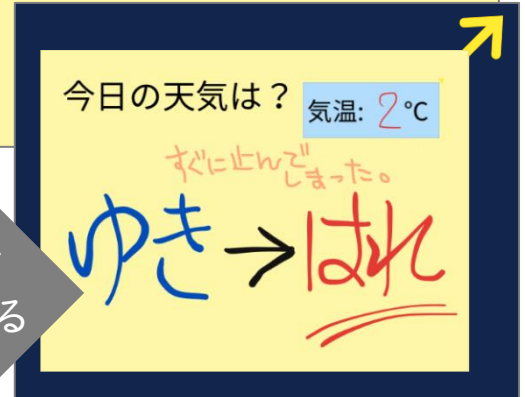 今日の天気は?
気温: 2℃
すぐに止んで
しまった。
ゆき→はれ
る